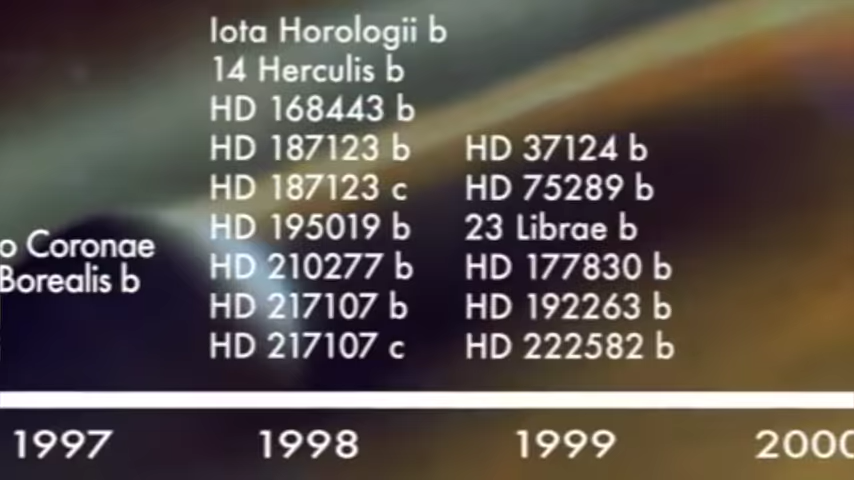 Iota Horologii b
14 Herculis b
HD 168443 b
HD 187123 b
HD 187123 c
HD 195019 b
HD 210277 b
HD 217107 b
HD 217107 c
HD 37124 b
HD 75289 b
23 Librae b
HD 177830 b
HD 192263 b
HD 222582 b
o Coronae
Borealis b
1997
1998
1999
2000